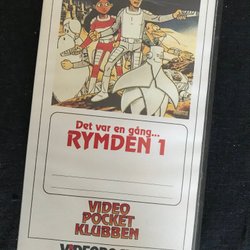 Det var en gång...
RYMDEN 1
VIDEO
POCKET
KLUBBEN